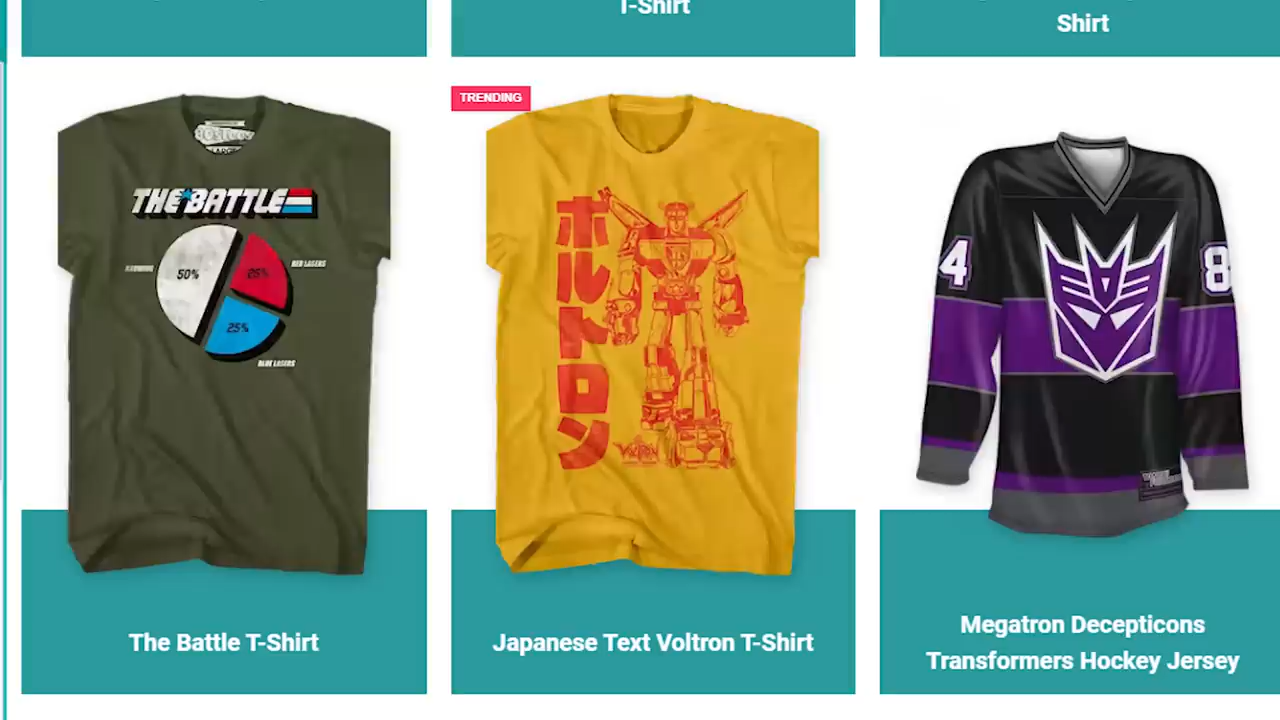 T-Shirt
Shirt
TRENDING
THE BATTLE
50%
25%
RED LASERS
25%
BLUE LASERS
ボルトロン
VOLTRON
4
8
The Battle T-Shirt
Japanese Text Voltron T-Shirt
Megatron Decepticons
Transformers Hockey Jersey